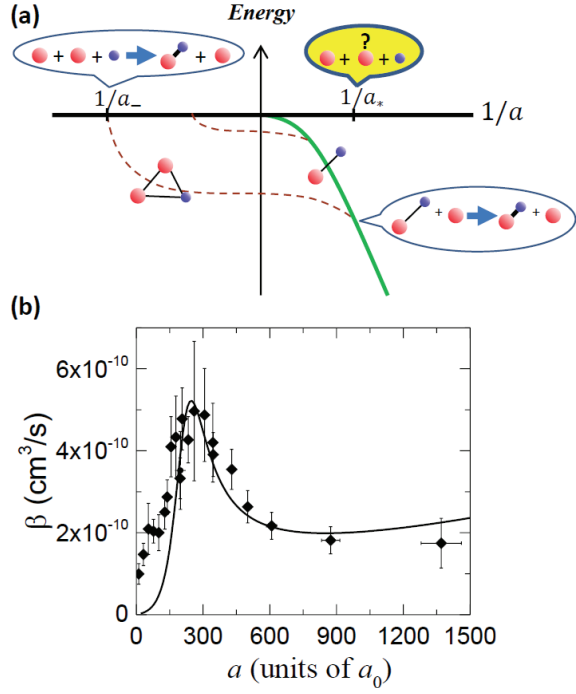 (a)
Energy
+ + + 
?
+ +
1/a₋
1/a*
1/a
+ +
(b)
6x10⁻¹⁰
4x10⁻¹⁰
2x10⁻¹⁰
0
β (cm³/s)
0 300 600 900 1200 1500
a (units of a₀)